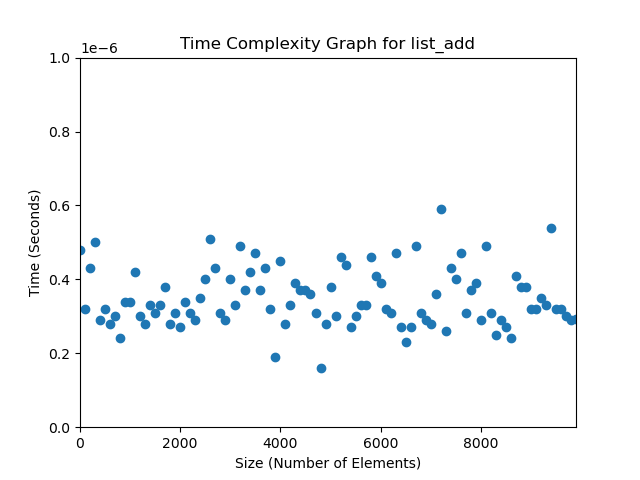 Time Complexity Graph for list_add
1e−6
1.0
0.8
0.6
0.4
0.2
0.0
Time (Seconds)
0 2000 4000 6000 8000
Size (Number of Elements)